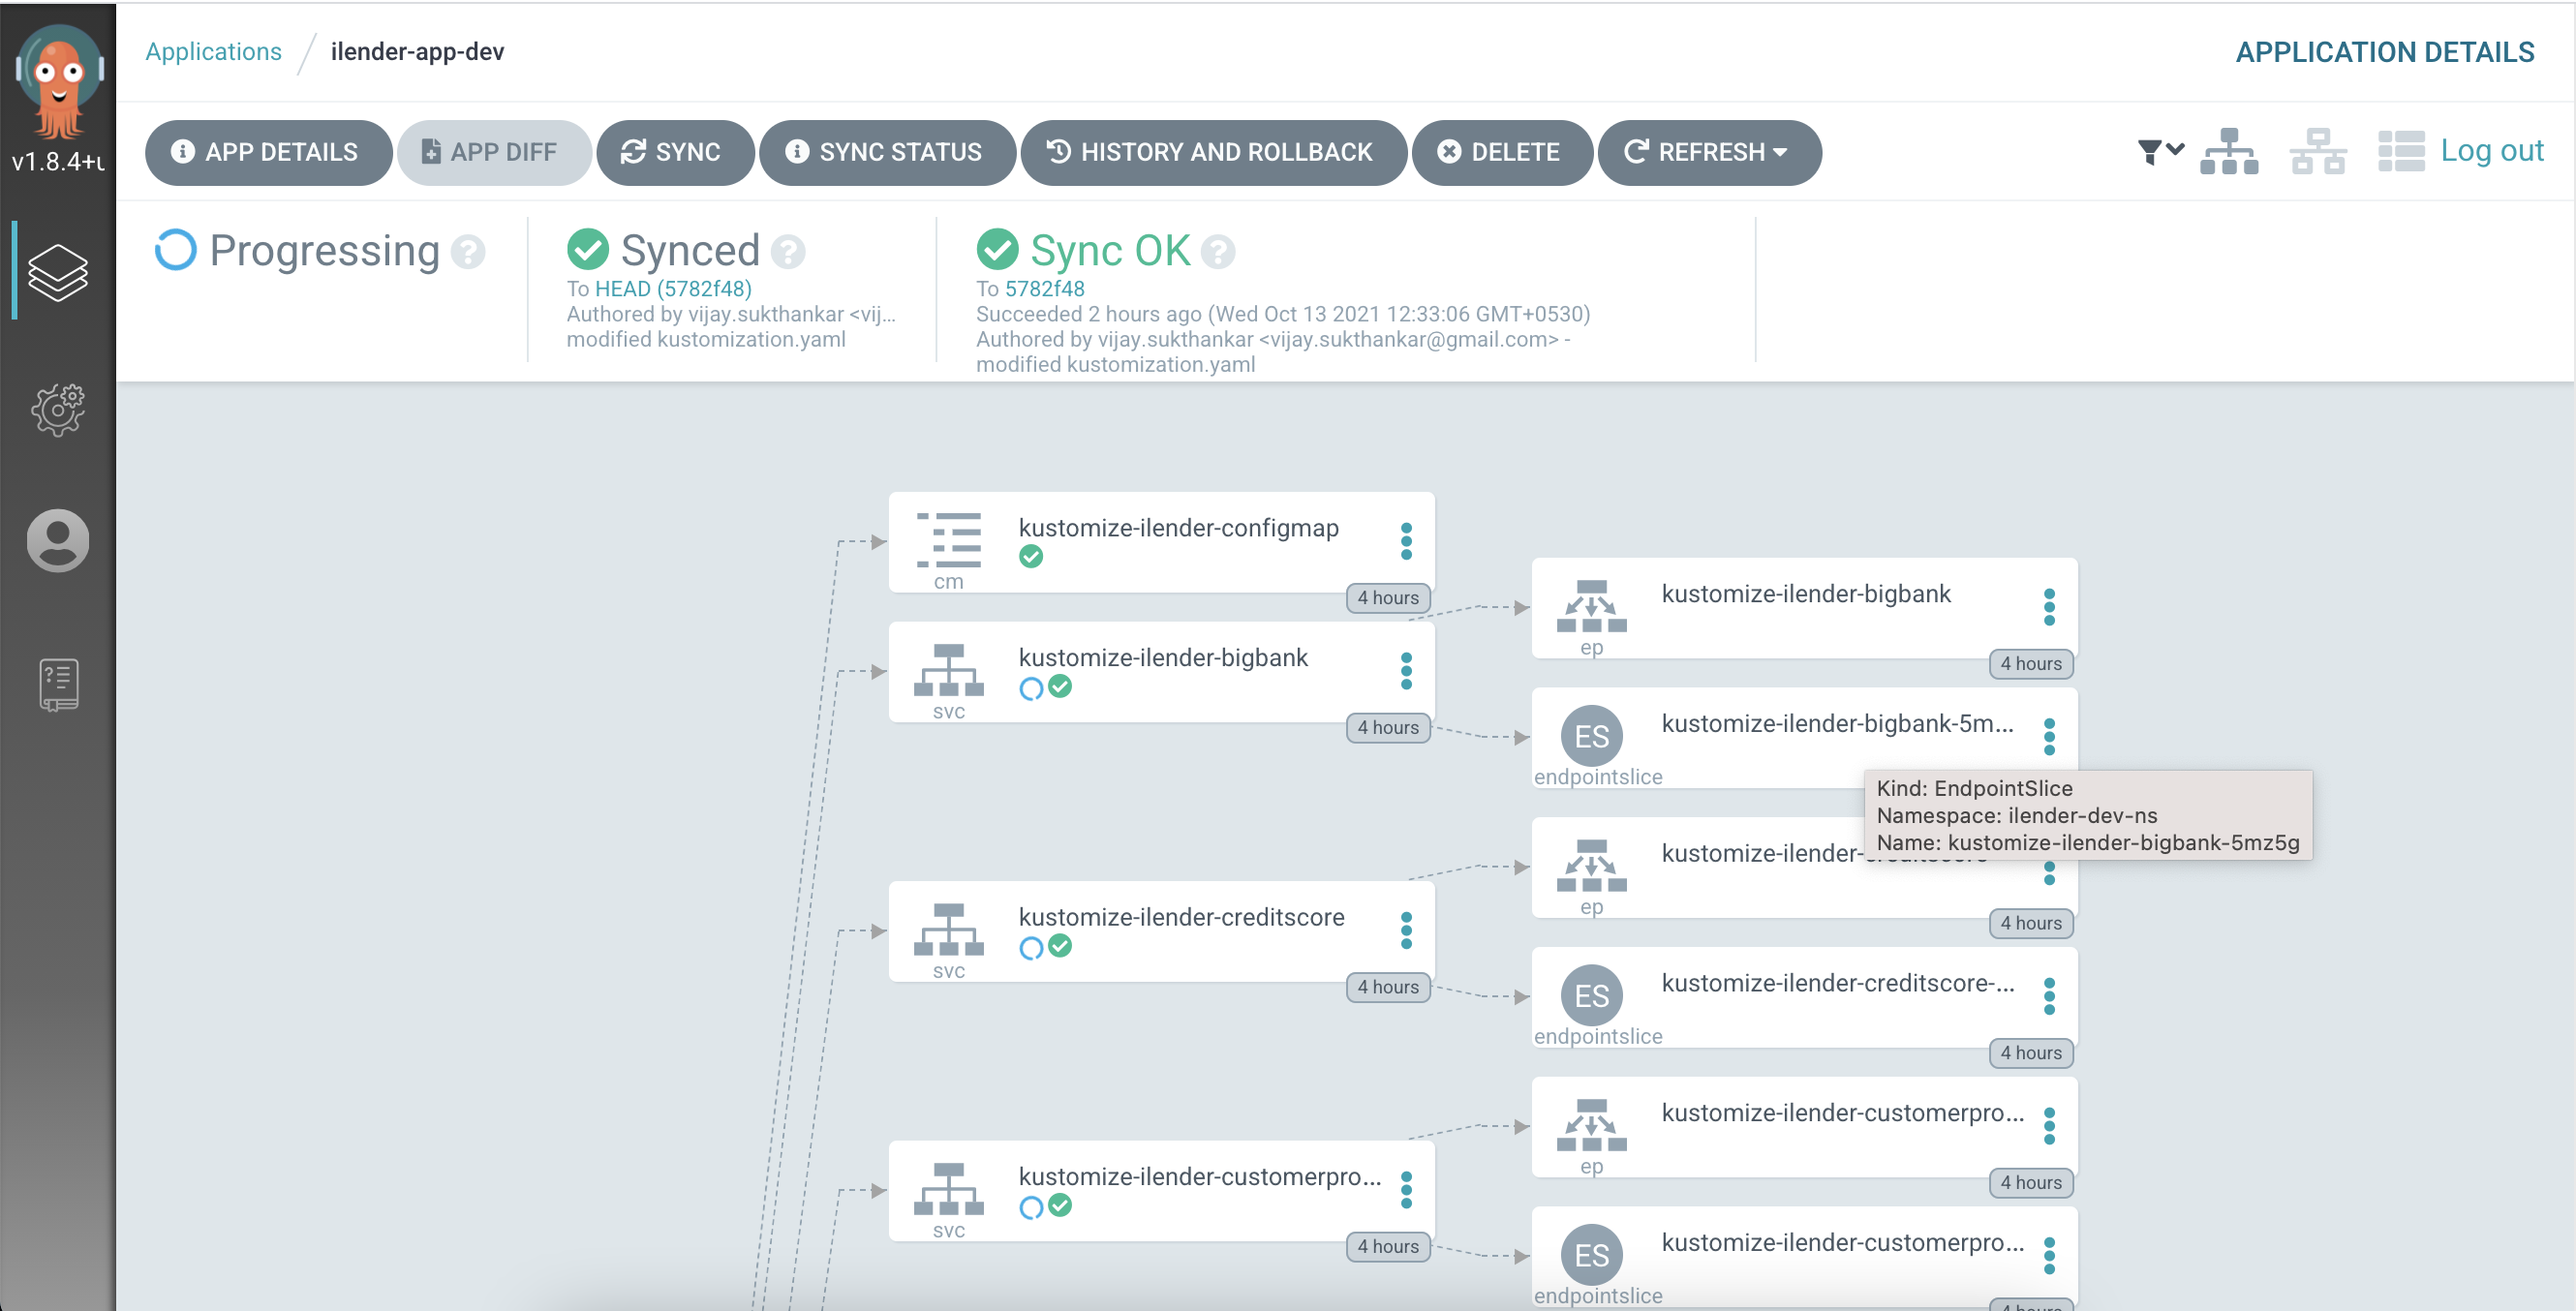 Applications / ilender-app-dev
APPLICATION DETAILS
v1.8.4+u
APP DETAILS
APP DIFF
SYNC
SYNC STATUS
HISTORY AND ROLLBACK
DELETE
REFRESH
Log out
Progressing
Synced
To HEAD (5782f48)
Authored by vijay.sukthankar <vij...
modified kustomization.yaml
Sync OK
To 5782f48
Succeeded 2 hours ago (Wed Oct 13 2021 12:33:06 GMT+0530)
Authored by vijay.sukthankar <vijay.sukthankar@gmail.com> -
modified kustomization.yaml
kustomize-ilender-configmap
cm
4 hours
kustomize-ilender-bigbank
svc
4 hours
kustomize-ilender-bigbank
ep
4 hours
ES
kustomize-ilender-bigbank-5m...
endpointslice
Kind: EndpointSlice
Namespace: ilender-dev-ns
Name: kustomize-ilender-bigbank-5mz5g
kustomize-ilender-creditscore
svc
4 hours
kustomize-ilender-creditscore
ep
4 hours
ES
kustomize-ilender-creditscore-...
endpointslice
4 hours
kustomize-ilender-customerpro...
svc
4 hours
kustomize-ilender-customerpro...
ep
4 hours
ES
kustomize-ilender-customerpro...
endpointslice
4 hours